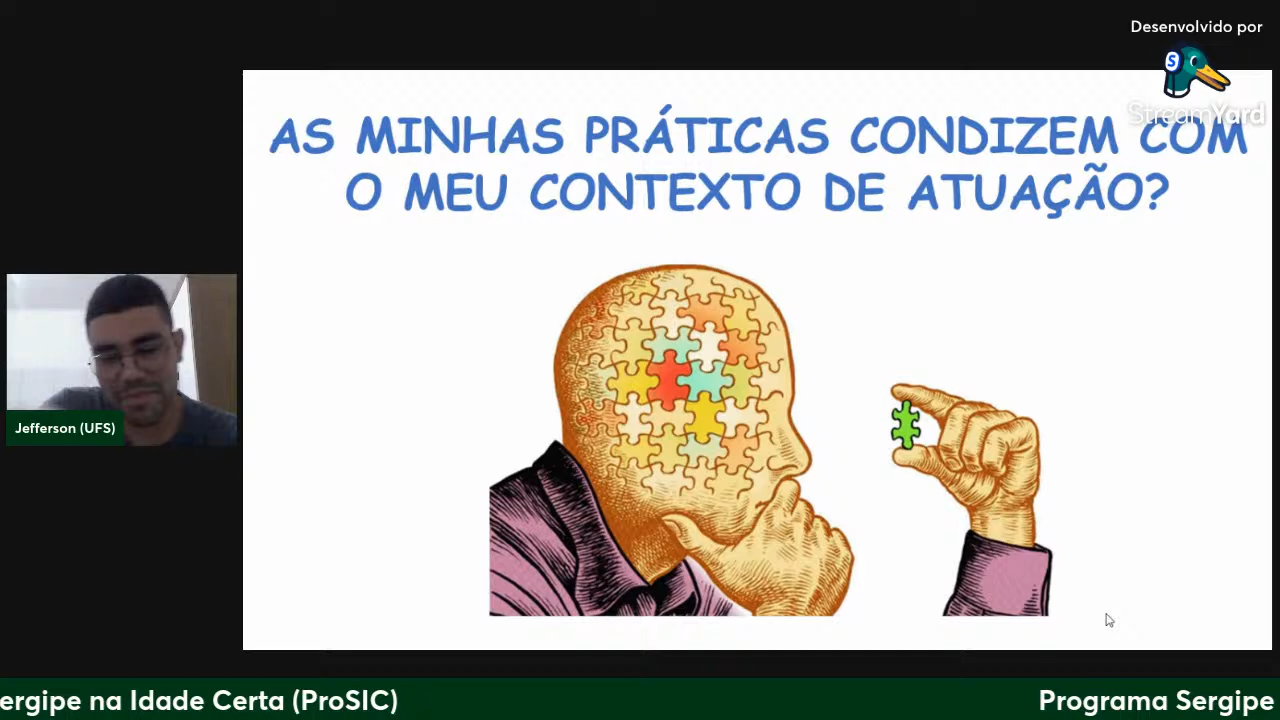 Desenvolvido por
S
StreamYard
AS MINHAS PRÁTICAS CONDIZEM COM
O MEU CONTEXTO DE ATUAÇÃO?
Jefferson (UFS)
ergipe na Idade Certa (ProSIC)
Programa Sergipe